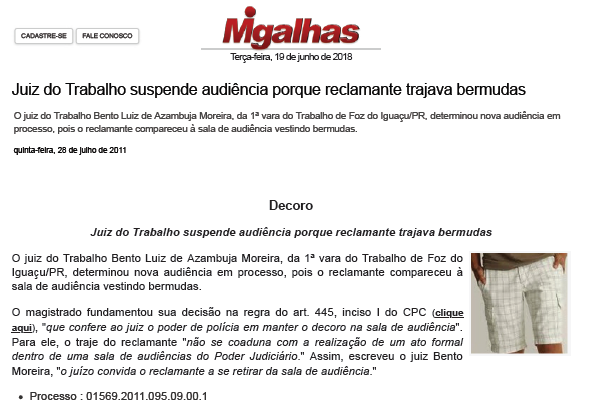 CADASTRE-SE
FALE CONOSCO
Migalhas
Terça-feira, 19 de junho de 2018
Juiz do Trabalho suspende audiência porque reclamante trajava bermudas
O juiz do Trabalho Bento Luiz de Azambuja Moreira, da 1ª vara do Trabalho de Foz do Iguaçu/PR, determinou nova audiência em
processo, pois o reclamante compareceu à sala de audiência vestindo bermudas.
quinta-feira, 28 de julho de 2011
Decoro
Juiz do Trabalho suspende audiência porque reclamante trajava bermudas
O juiz do Trabalho Bento Luiz de Azambuja Moreira, da 1ª vara do Trabalho de Foz do
Iguaçu/PR, determinou nova audiência em processo, pois o reclamante compareceu à
sala de audiência vestindo bermudas.
O magistrado fundamentou sua decisão na regra do art. 445, inciso I do CPC (clique
aqui), "que confere ao juiz o poder de polícia em manter o decoro na sala de audiência".
Para ele, o traje do reclamante "não se coaduna com a realização de um ato formal
dentro de uma sala de audiências do Poder Judiciário." Assim, escreveu o juiz Bento
Moreira, "o juízo convida o reclamante a se retirar da sala de audiência."
• Processo : 01569.2011.095.09.00.1